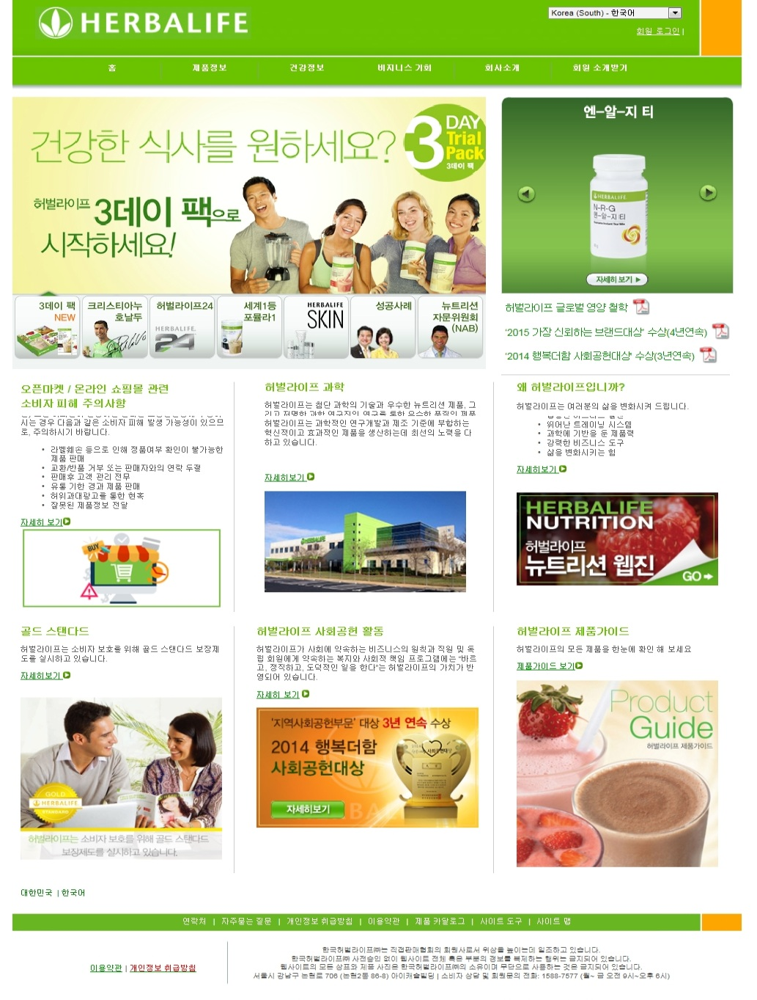 HERBALIFE
Korea (South) - 한국어
회원 로그인 |
홈
제품정보
건강정보
비지니스 기회
회사소개
회원 소개받기
건강한 식사를 원하세요?
3 DAY
Trial
Pack
3데이 팩
허벌라이프 3데이 팩으로
시작하세요!
엔-알-지 티
HERBALIFE
N-R-G
엔-알-지 티
자세히 보기
3데이 팩
NEW
크리스티아누
호날두
허벌라이프24
HERBALIFE
24
세계1등
포뮬라1
HERBALIFE
SKIN
성공사례
뉴트리션
자문위원회
(NAB)
허벌라이프 글로벌 영양 철학
'2015 가장 신뢰하는 브랜드대상' 수상(4년연속)
'2014 행복더함 사회공헌대상' 수상(3년연속)
오픈마켓 / 온라인 쇼핑몰 관련
소비자 피해 주의사항
시는 경우 다음과 같은 소비자 피해 발생 가능성이 있으므
로, 주의하시기 바랍니다.
• 라벨훼손 등으로 인해 정품여부 확인이 불가능한
제품 판매
• 교환/반품 거부 또는 판매자와의 연락 두절
• 판매후 고객 관리 전무
• 유통 기한 경과 제품 판매
• 허위과대광고를 통한 현혹
• 잘못된 제품정보 전달
자세히 보기
BUY
허벌라이프 과학
허벌라이프는 첨단 과학의 기술과 우수한 뉴트리션 제품, 그
리고 저명한 과학 연구진의 연구를 통한 우수한 품질의 제품
허벌라이프는 과학적인 연구개발과 제조 기준에 부합하는
혁신적이고 효과적인 제품을 생산하는데 최선의 노력을 다
하고 있습니다.
자세히보기
HERBALIFE
왜 허벌라이프입니까?
허벌라이프는 여러분의 삶을 변화시켜 드립니다.
• 뛰어난 트레이닝 시스템
• 과학에 기반을 둔 제품력
• 강력한 비즈니스 도구
• 삶을 변화시키는 힘
자세히보기
HERBALIFE
NUTRITION
허벌라이프
뉴트리션 웹진
GO
골드 스탠다드
허벌라이프는 소비자 보호를 위해 골드 스탠다드 보장제
도를 실시하고 있습니다.
자세히보기
GOLD
HERBALIFE
STANDARD
허벌라이프는 소비자 보호를 위해 골드 스탠다드
보장제도를 실시하고 있습니다.
허벌라이프 사회공헌 활동
허벌라이프가 사회에 약속하는 비즈니스의 원칙과 직원 및 독
립 회원에게 약속하는 복지와 사회적 책임 프로그램에는 "바르
고, 정직하고, 도덕적인 일을 한다"는 허벌라이프의 가치가 반
영되어 있습니다.
자세히 보기
'지역사회공헌부문' 대상 3년 연속 수상
2014 행복더함
사회공헌대상
자세히보기
허벌라이프 제품가이드
허벌라이프의 모든 제품을 한눈에 확인 해 보세요
제품가이드 보기
Product
Guide
허벌라이프 제품가이드
대한민국 | 한국어
연락처 | 자주묻는 질문 | 개인정보 취급방침 | 이용약관 | 제품 카달로그 | 사이트 도구 | 사이트 맵
이용약관 | 개인정보 취급방침
한국허벌라이프㈜는 직접판매협회의 회원사로서 위상을 높이는데 일조하고 있습니다.
한국허벌라이프㈜ 사전승인 없이 웹사이트 전체 혹은 부분의 정보를 복제하는 행위는 금지되어 있습니다.
웹사이트의 모든 상표와 제품 사진은 한국허벌라이프㈜의 소유이며 무단으로 사용하는 것은 금지되어 있습니다.
서울시 강남구 논현로 706 (논현2동 86-8) 아이캐슬빌딩 | 소비자 상담 및 회원문의 전화: 1588-7577 (월~ 금 오전 9시~오후 6시)